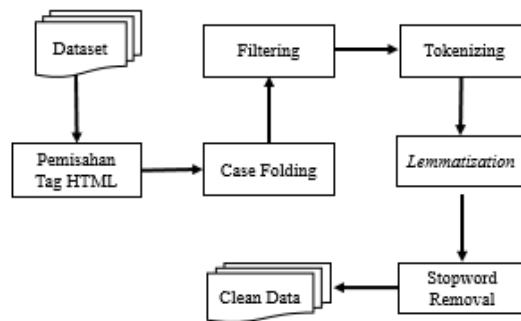 Dataset
Pemisahan
Tag HTML
Case Folding
Filtering
Tokenizing
Lemmatisation
Stopword
Removal
Clean Data